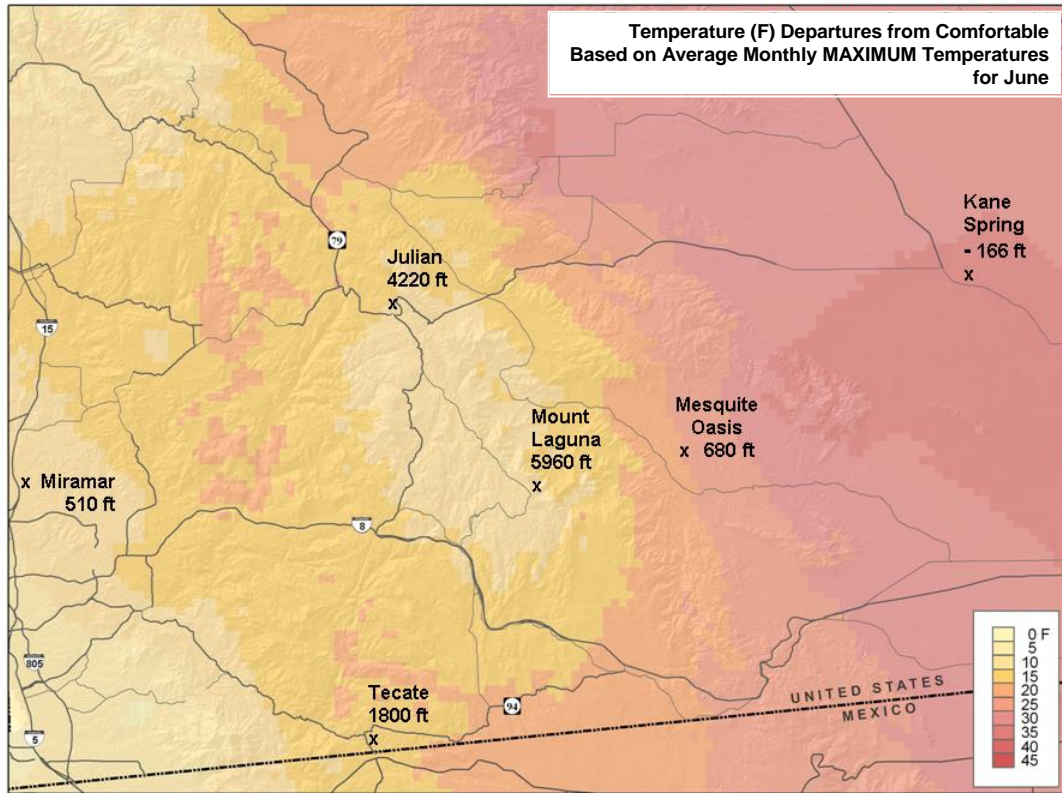 Temperature (F) Departures from Comfortable
Based on Average Monthly MAXIMUM Temperatures
for June
Kane
Spring
- 166 ft
x
79
Julian
4220 ft
x
15
Mount
Laguna
5960 ft
x
Mesquite
Oasis
x 680 ft
x Miramar
510 ft
8
805
Tecate
1800 ft
x
94
5
UNITED STATES
MEXICO
0 F
5
10
15
20
25
30
35
40
45